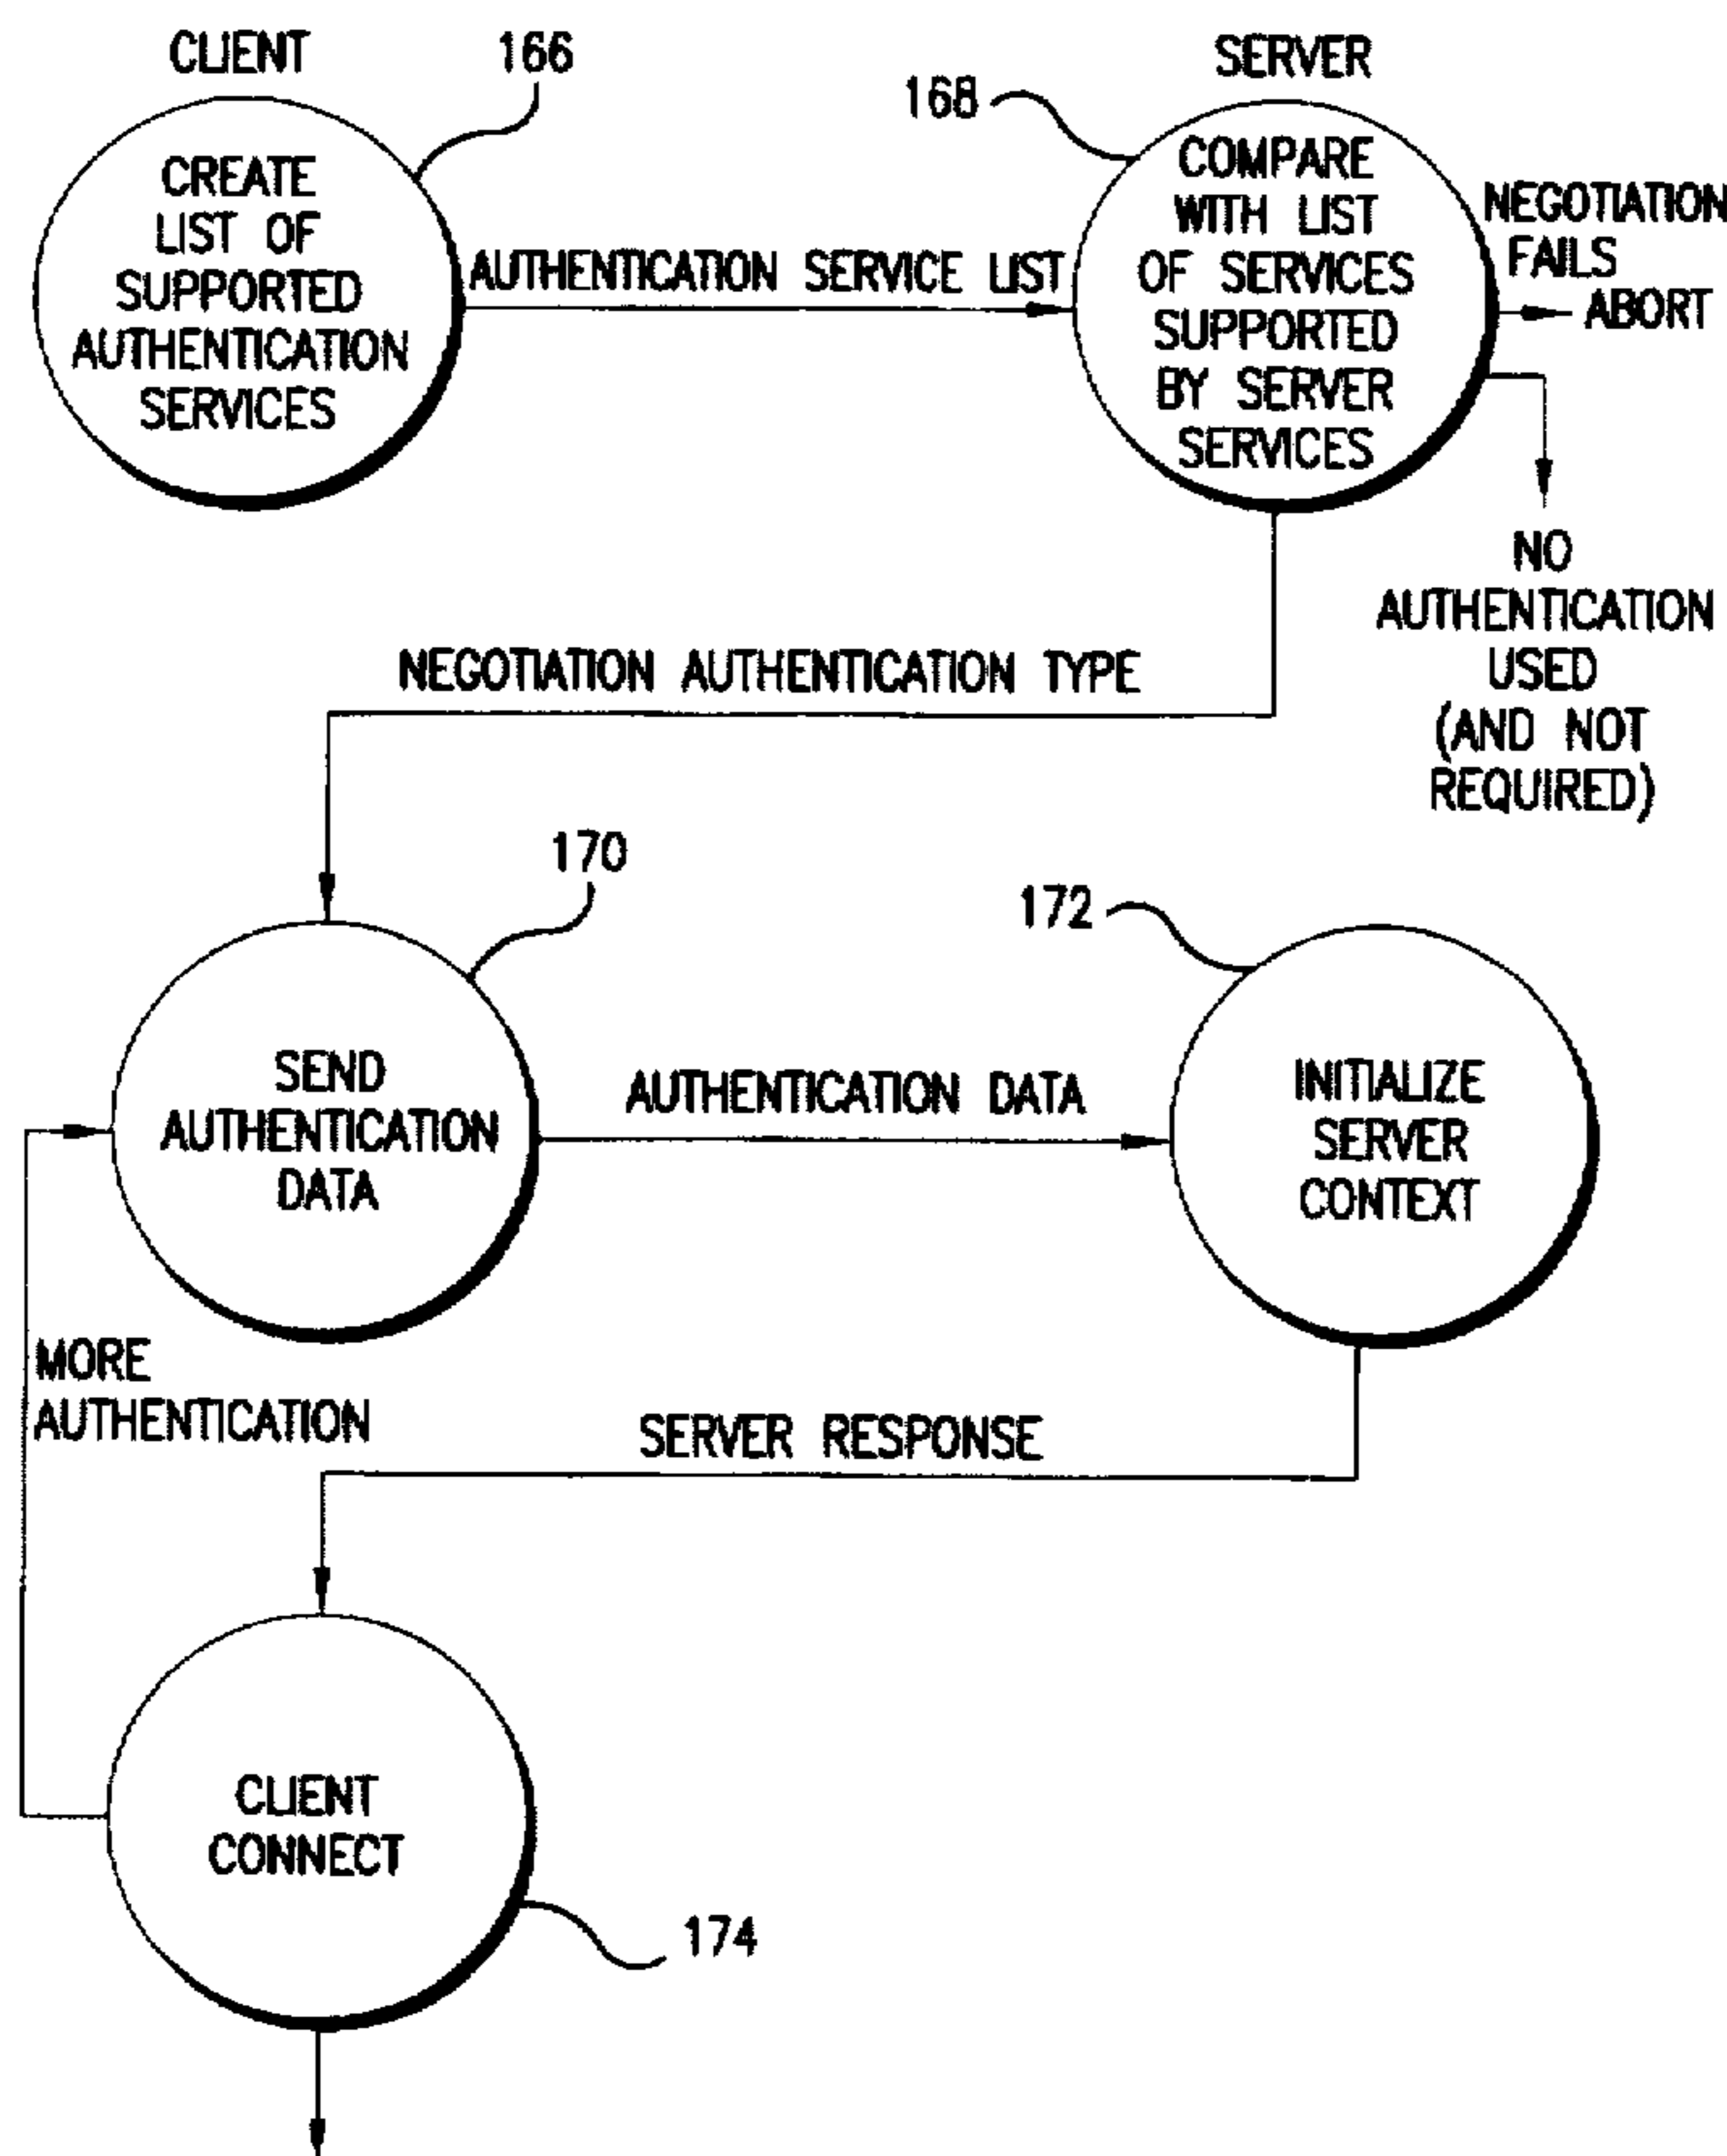 CLIENT
166
SERVER
168
CREATE
LIST OF
SUPPORTED
AUTHENTICATION
SERVICES
AUTHENTICATION SERVICE LIST
COMPARE
WITH LIST
OF SERVICES
SUPPORTED
BY SERVER
SERVICES
NEGOTIATION
FAILS
ABORT
NO
AUTHENTICATION
USED
(AND NOT
REQUIRED)
NEGOTIATION AUTHENTICATION TYPE
170
172
SEND
AUTHENTICATION
DATA
AUTHENTICATION DATA
INITIALIZE
SERVER
CONTEXT
MORE
AUTHENTICATION
SERVER RESPONSE
CLIENT
CONNECT
174